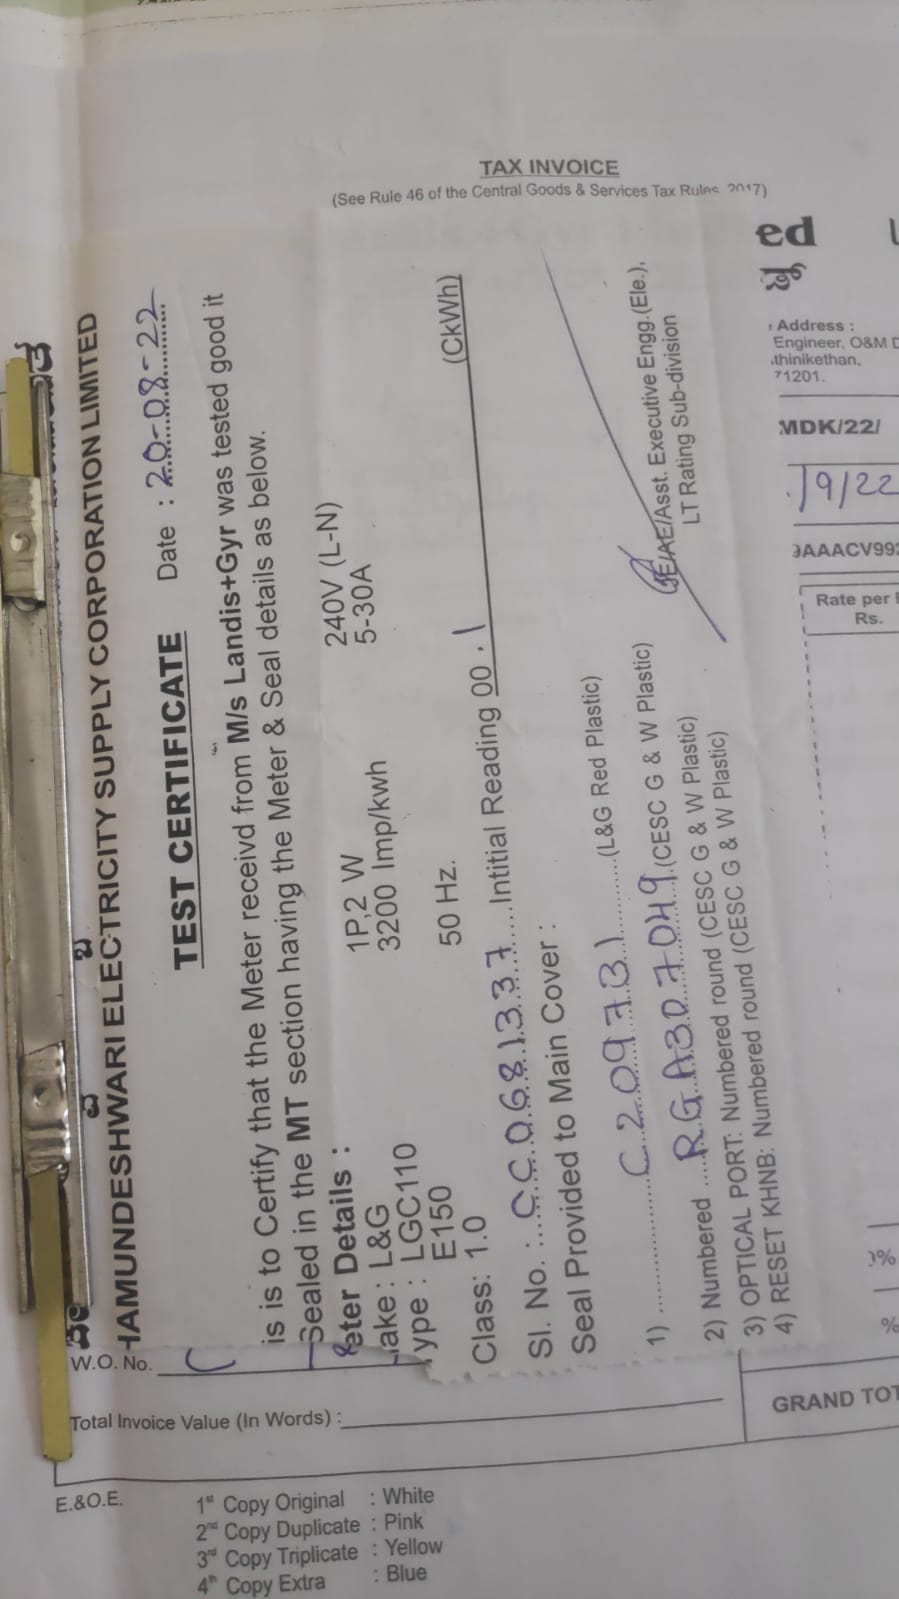 TAX INVOICE
(See Rule 46 of the Central Goods & Services Tax Rules, 2017)
HAMUNDESHWARI ELECTRICITY SUPPLY CORPORATION LIMITED
TEST CERTIFICATE Date : 20-08-22
is is to Certify that the Meter receivd from M/s Landis+Gyr was tested good it
Sealed in the MT section having the Meter & Seal details as below.
eter Details :
ake : L&G 1P,2 W 240V (L-N)
ype : LGC110 3200 Imp/kwh 5-30A
E150
Class: 1.0 50 Hz. (CkWh)
Sl. No. : CC0681337 Intitial Reading 00.1
Seal Provided to Main Cover :
1) C209731 (L&G Red Plastic)
2) Numbered RGA307049 (CESC G & W Plastic)
3) OPTICAL PORT: Numbered round (CESC G & W Plastic)
4) RESET KHNB: Numbered round (CESC G & W Plastic)
JE/AE/Asst. Executive Engg.(Ele.),
LT Rating Sub-division
ed
Address :
Engineer, O&M D
thinikethan,
71201.
MDK/22/
/9/22
9AAACV99
Rate per
Rs.
%
%
W.O. No.
Total Invoice Value (In Words) :
GRAND TOT
E.&O.E.
1st Copy Original : White
2nd Copy Duplicate : Pink
3rd Copy Triplicate : Yellow
4th Copy Extra : Blue